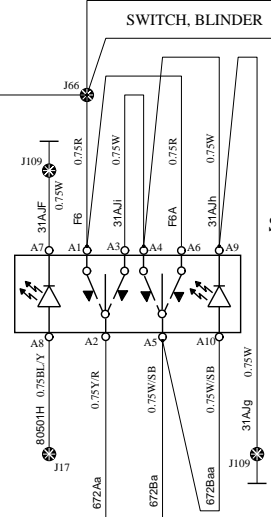 SWITCH, BLINDER
J66
J109
31AJF
0.75W
F6
0.75R
31AJi
0.75W
F6A
0.75R
31AJh
0.75W
A7
A1
A3
A4
A6
A9
A8
A2
A5
A10
80501H
0.75BL/Y
0.75Y/R
0.75W/SB
0.75W/SB
0.75W
31AJg
J17
672Aa
672Ba
672Baa
J109
S